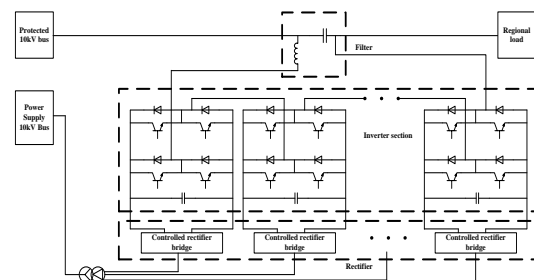 Protected
10kV bus
Regional
load
Filter
Power
Supply
10kV Bus
Inverter section
Controlled rectifier
bridge
Controlled rectifier
bridge
Controlled rectifier
bridge
Rectifier